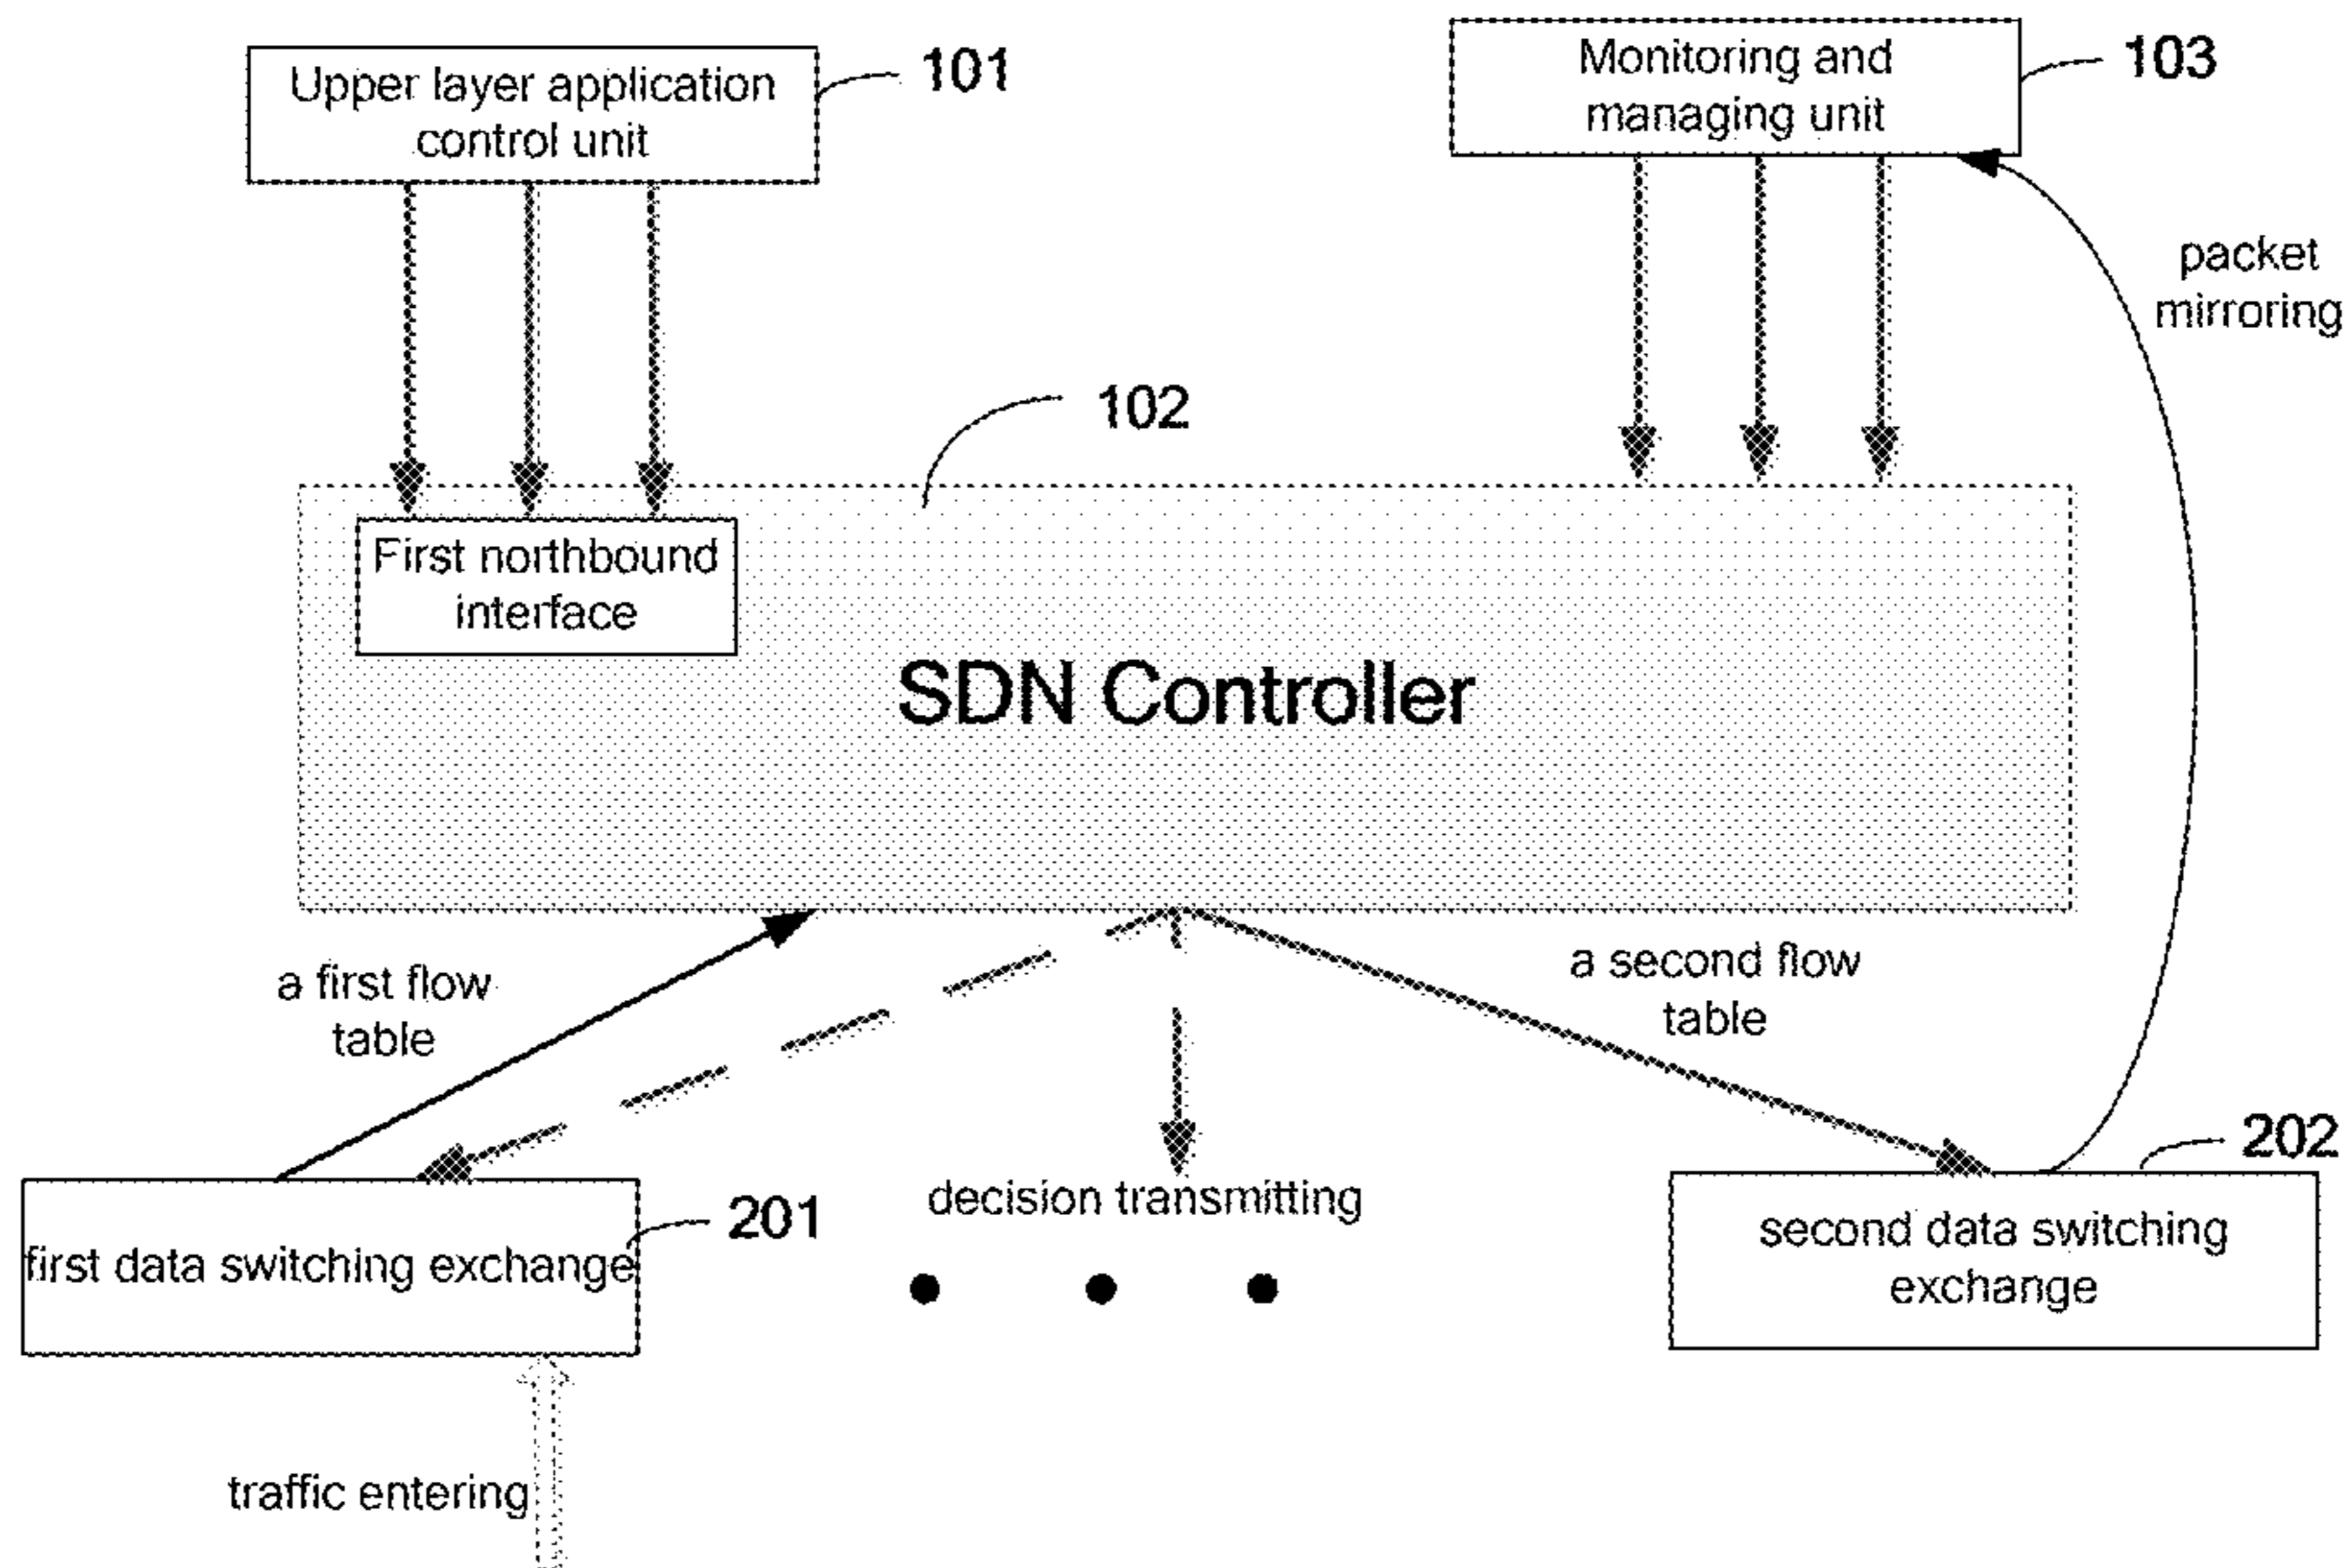 Upper layer application
control unit
101
Monitoring and
managing unit
103
packet
mirroring
102
First northbound
interface
SDN Controller
a first flow
table
a second flow
table
202
201
decision transmitting
first data switching exchange
second data switching
exchange
traffic entering